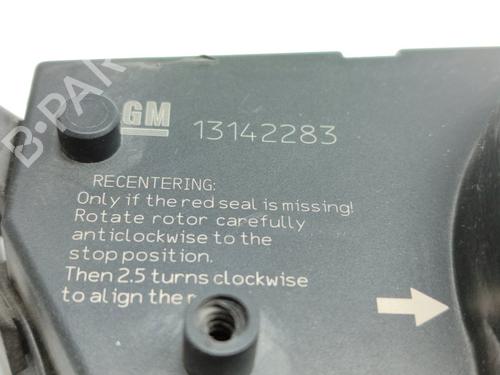 B-PART
GM 13142283
RECENTERING:
Only if the red seal is missing!
Rotate rotor carefully
anticlockwise to the
stop position.
Then 2.5 turns clockwise
to align the